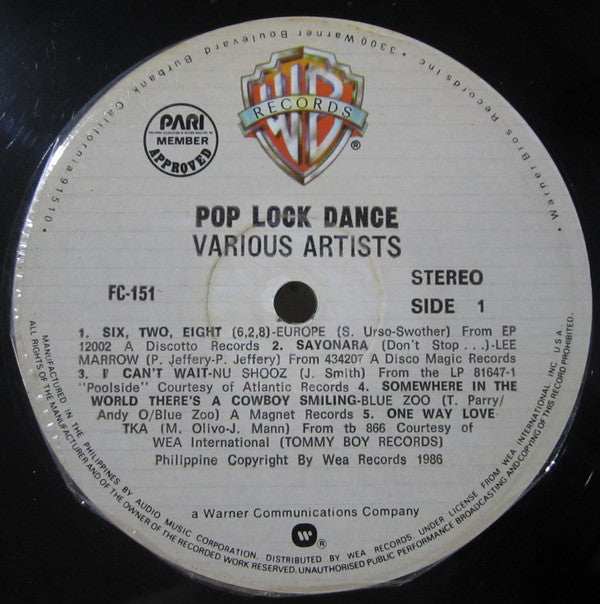 • 3300 Warner Boulevard Burbank, California 91510 •
Warner Bros. Records Inc.
WB
RECORDS
®
PARI
MEMBER
APPROVED
POP LOCK DANCE
VARIOUS ARTISTS
FC-151
STEREO
SIDE 1
1. SIX, TWO, EIGHT (6,2,8)-EUROPE (S. Urso-Swother) From EP
12002 A Discotto Records 2. SAYONARA (Don't Stop . . .)-LEE
MARROW (P. Jeffery-P. Jeffery) From 434207 A Disco Magic Records
3. I CAN'T WAIT-NU SHOOZ (J. Smith) From the LP 81647-1
"Poolside" Courtesy of Atlantic Records 4. SOMEWHERE IN THE
WORLD THERE'S A COWBOY SMILING-BLUE ZOO (T. Parry/
Andy O/Blue Zoo) A Magnet Records 5. ONE WAY LOVE
TKA (M. Olivo-J. Mann) From tb 866 Courtesy of
WEA International (TOMMY BOY RECORDS)
Philippine Copyright By Wea Records 1986
a Warner Communications Company
®
MANUFACTURED IN THE PHILIPPINES BY AUDIO MUSIC CORPORATION. DISTRIBUTED BY WEA RECORDS, UNDER LICENSE FROM WEA INTERNATIONAL, INC U.S.A.
ALL RIGHTS OF THE MANUFACTURER AND OF THE OWNER OF THE RECORDED WORK RESERVED. UNAUTHORISED PUBLIC PERFORMANCE BROADCASTING AND COPYING OF THIS RECORD PROHIBITED.